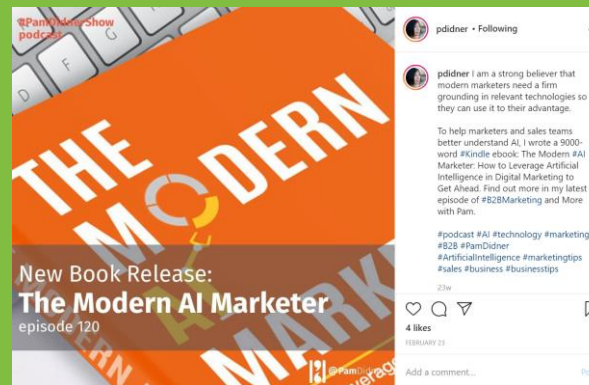 #PamDidnerShow
podcast
THE
MODERN
AI
MARKE
MODERN
New Book Release:
The Modern AI Marketer
episode 120
@PamDidner
pdidner • Following
pdidner I am a strong believer that
modern marketers need a firm
grounding in relevant technologies so
they can use it to their advantage.
To help marketers and sales teams
better understand AI, I wrote a 9000-
word #Kindle ebook: The Modern #AI
Marketer: How to Leverage Artificial
Intelligence in Digital Marketing to
Get Ahead. Find out more in my latest
episode of #B2BMarketing and More
with Pam.
#podcast #AI #technology #marketing
#B2B #PamDidner
#ArtificialIntelligence #marketingtips
#sales #business #businesstips
23w
4 likes
FEBRUARY 23
Add a comment...